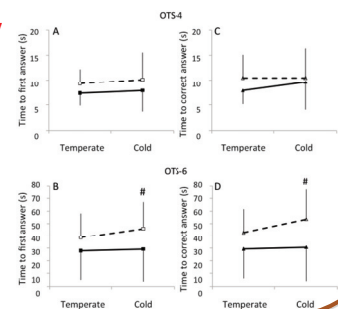 OTS-4
A
C
Time to first answer (s)
20
15
10
5
0
Temperate Cold
Time to correct answer (s)
20
15
10
5
0
Temperate Cold
OTS-6
B
D
#
#
Time to first answer (s)
80
70
60
50
40
30
20
10
0
Temperate Cold
Time to correct answer (s)
80
70
60
50
40
30
20
10
0
Temperate Cold